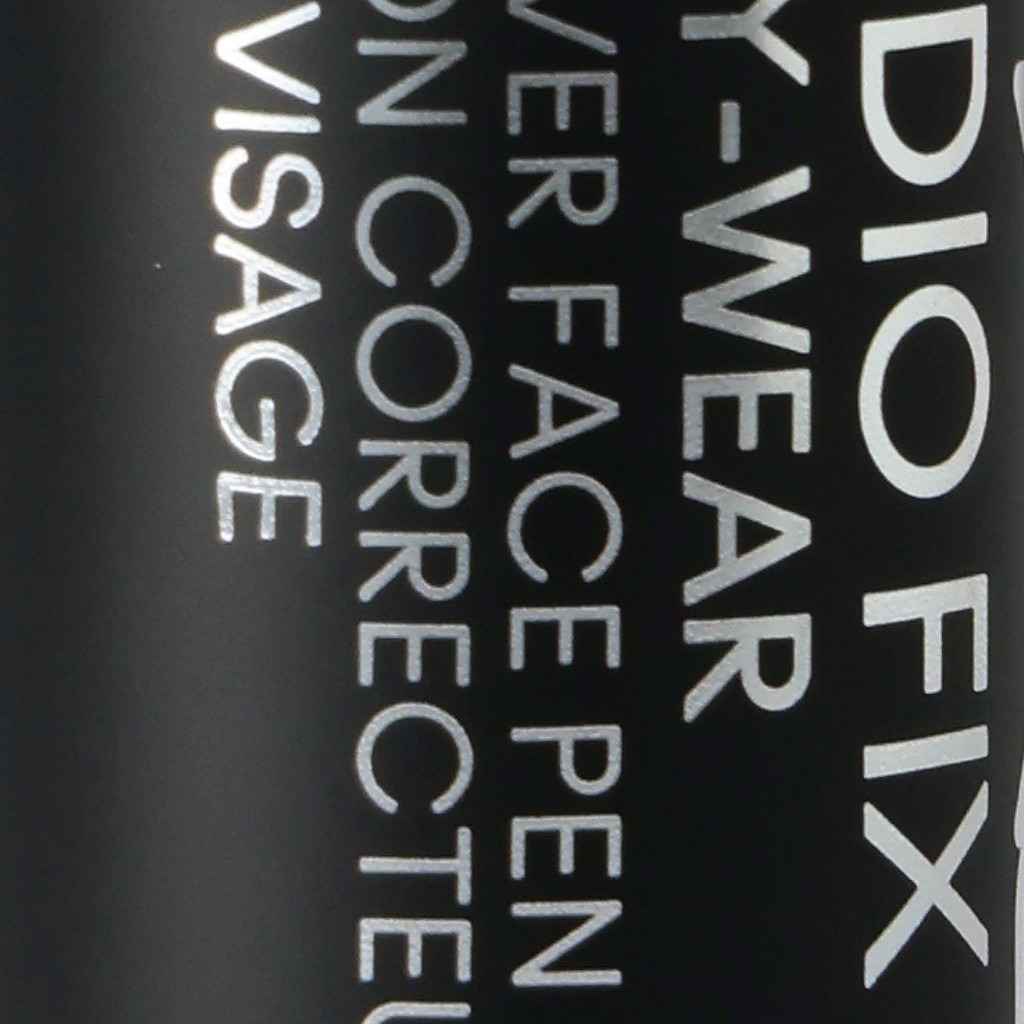 DIO FIX
Y-WEAR
VER FACE PEN
ON CORRECTEU
VISAGE